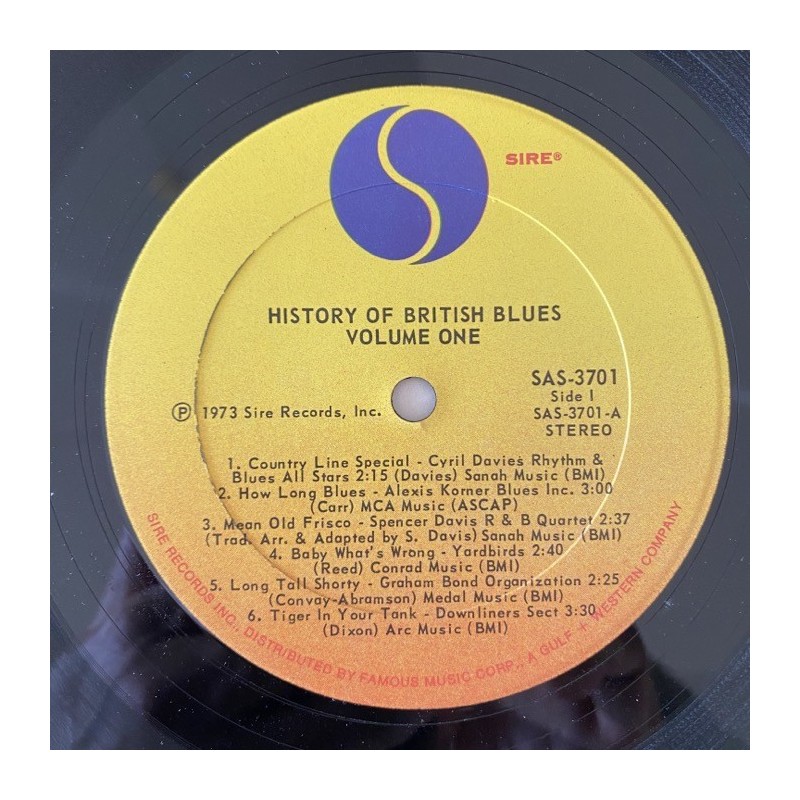 SIRE®
HISTORY OF BRITISH BLUES
VOLUME ONE
SAS-3701
Side 1
Ⓟ 1973 Sire Records, Inc.
SAS-3701-A
STEREO
1. Country Line Special - Cyril Davies Rhythm &
Blues All Stars 2:15 (Davies) Sanah Music (BMI)
2. How Long Blues - Alexis Korner Blues Inc. 3:00
(Carr) MCA Music (ASCAP)
3. Mean Old Frisco - Spencer Davis R & B Quartet 2:37
(Trad. Arr. & Adapted by S. Davis) Sanah Music (BMI)
4. Baby What's Wrong - Yardbirds 2:40
(Reed) Conrad Music (BMI)
5. Long Tall Shorty - Graham Bond Organization 2:25
(Convay-Abramson) Medal Music (BMI)
6. Tiger In Your Tank - Downliners Sect 3:30
(Dixon) Arc Music (BMI)
SIRE RECORDS INC., DISTRIBUTED BY FAMOUS MUSIC CORP., A GULF + WESTERN COMPANY